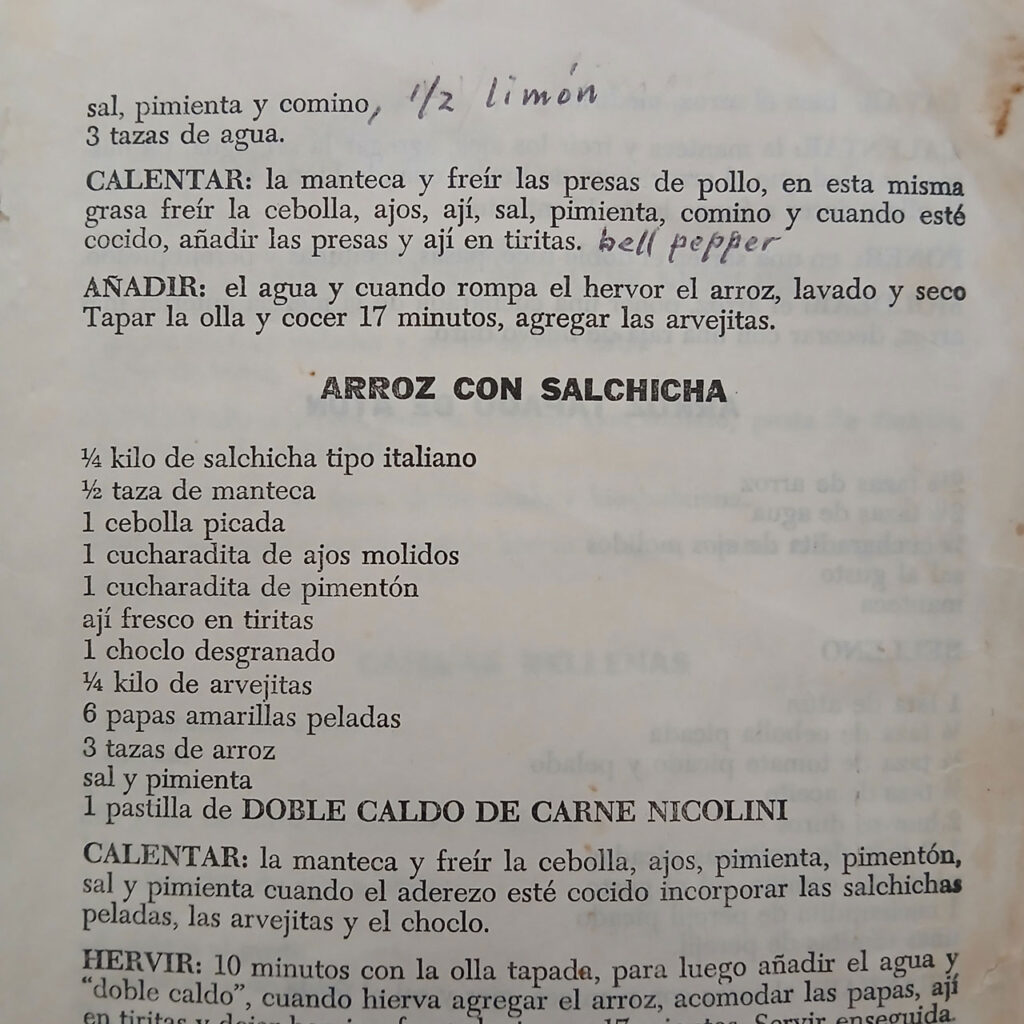 sal, pimienta y comino, 1/2 limón
3 tazas de agua.
CALENTAR: la manteca y freír las presas de pollo, en esta misma
grasa freír la cebolla, ajos, ají, sal, pimienta, comino y cuando esté
cocido, añadir las presas y ají en tiritas. bell pepper
AÑADIR: el agua y cuando rompa el hervor el arroz, lavado y seco
Tapar la olla y cocer 17 minutos, agregar las arvejitas.
ARROZ CON SALCHICHA
¼ kilo de salchicha tipo italiano
½ taza de manteca
1 cebolla picada
1 cucharadita de ajos molidos
1 cucharadita de pimentón
ají fresco en tiritas
1 choclo desgranado
¼ kilo de arvejitas
6 papas amarillas peladas
3 tazas de arroz
sal y pimienta
1 pastilla de DOBLE CALDO DE CARNE NICOLINI
CALENTAR: la manteca y freír la cebolla, ajos, pimienta, pimentón,
sal y pimienta cuando el aderezo esté cocido incorporar las salchichas
peladas, las arvejitas y el choclo.
HERVIR: 10 minutos con la olla tapada, para luego añadir el agua y
“doble caldo”, cuando hierva agregar el arroz, acomodar las papas, ají
en tiritas y dejar 17 minutos. Servir enseguida.